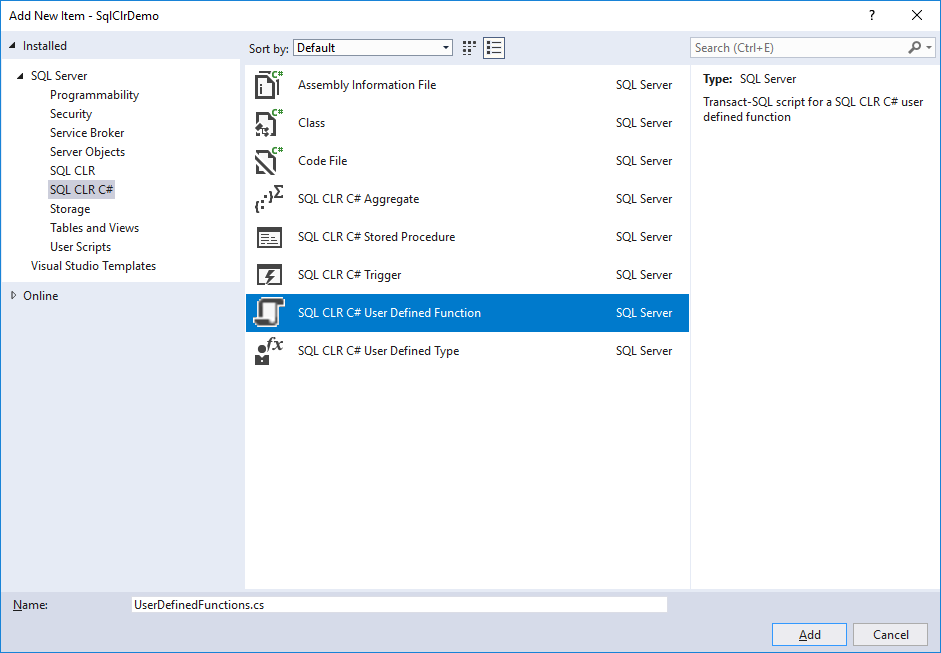 Add New Item - SqlClrDemo
?
Installed
Sort by: Default
Search (Ctrl+E)
SQL Server
Programmability
Security
Service Broker
Server Objects
SQL CLR
SQL CLR C#
Storage
Tables and Views
User Scripts
Visual Studio Templates
Online
C# Assembly Information File SQL Server
C# Class SQL Server
C# Code File SQL Server
SQL CLR C# Aggregate SQL Server
SQL CLR C# Stored Procedure SQL Server
SQL CLR C# Trigger SQL Server
SQL CLR C# User Defined Function SQL Server
SQL CLR C# User Defined Type SQL Server
Type: SQL Server
Transact-SQL script for a SQL CLR C# user
defined function
Name: UserDefinedFunctions.cs
Add Cancel